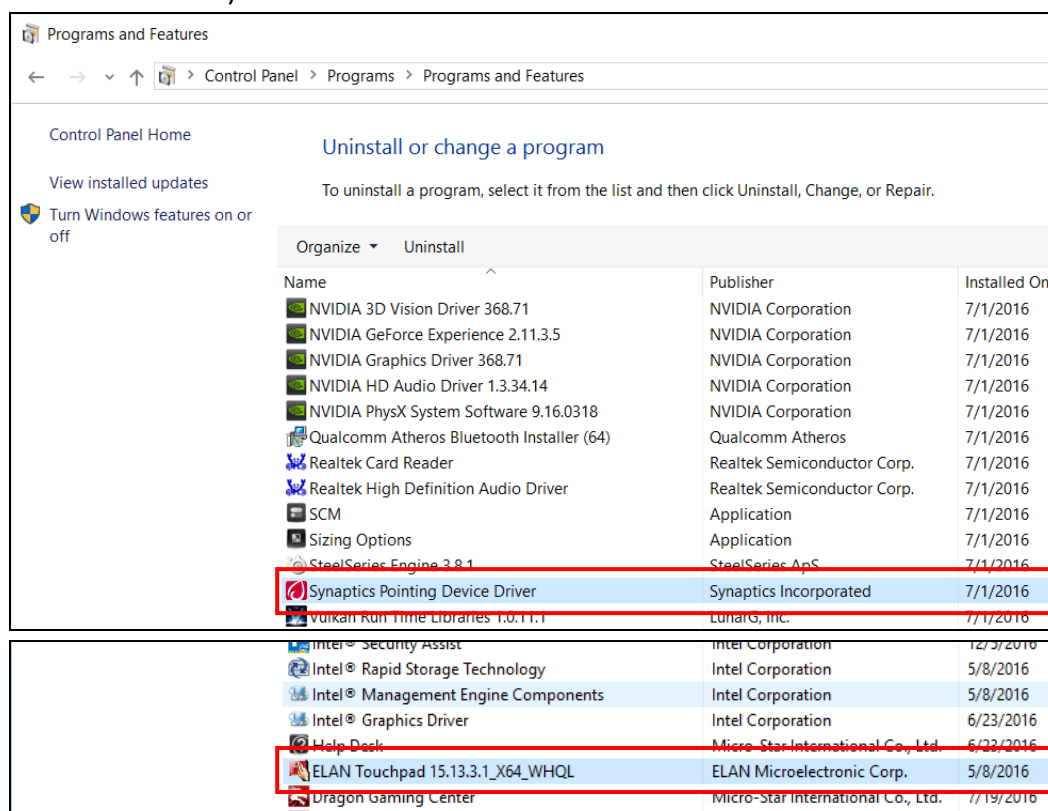 Programs and Features
Control Panel > Programs > Programs and Features
Control Panel Home
Uninstall or change a program
View installed updates
To uninstall a program, select it from the list and then click Uninstall, Change, or Repair.
Turn Windows features on or
off
Organize Uninstall
Name Publisher Installed On
NVIDIA 3D Vision Driver 368.71 NVIDIA Corporation 7/1/2016
NVIDIA GeForce Experience 2.11.3.5 NVIDIA Corporation 7/1/2016
NVIDIA Graphics Driver 368.71 NVIDIA Corporation 7/1/2016
NVIDIA HD Audio Driver 1.3.34.14 NVIDIA Corporation 7/1/2016
NVIDIA PhysX System Software 9.16.0318 NVIDIA Corporation 7/1/2016
Qualcomm Atheros Bluetooth Installer (64) Qualcomm Atheros 7/1/2016
Realtek Card Reader Realtek Semiconductor Corp. 7/1/2016
Realtek High Definition Audio Driver Realtek Semiconductor Corp. 7/1/2016
SCM Application 7/1/2016
Sizing Options Application 7/1/2016
SteelSeries Engine 3.8.1 SteelSeries ApS 7/1/2016
Synaptics Pointing Device Driver Synaptics Incorporated 7/1/2016
Vulkan Run Time Libraries 1.0.11.1 LunarG, Inc. 7/1/2016
Intel® Security Assist Intel Corporation 12/5/2016
Intel® Rapid Storage Technology Intel Corporation 5/8/2016
Intel® Management Engine Components Intel Corporation 5/8/2016
Intel® Graphics Driver Intel Corporation 6/23/2016
Help Desk Micro-Star International Co., Ltd. 6/23/2016
ELAN Touchpad 15.13.3.1_X64_WHQL ELAN Microelectronic Corp. 5/8/2016
Dragon Gaming Center Micro-Star International Co., Ltd. 7/19/2016